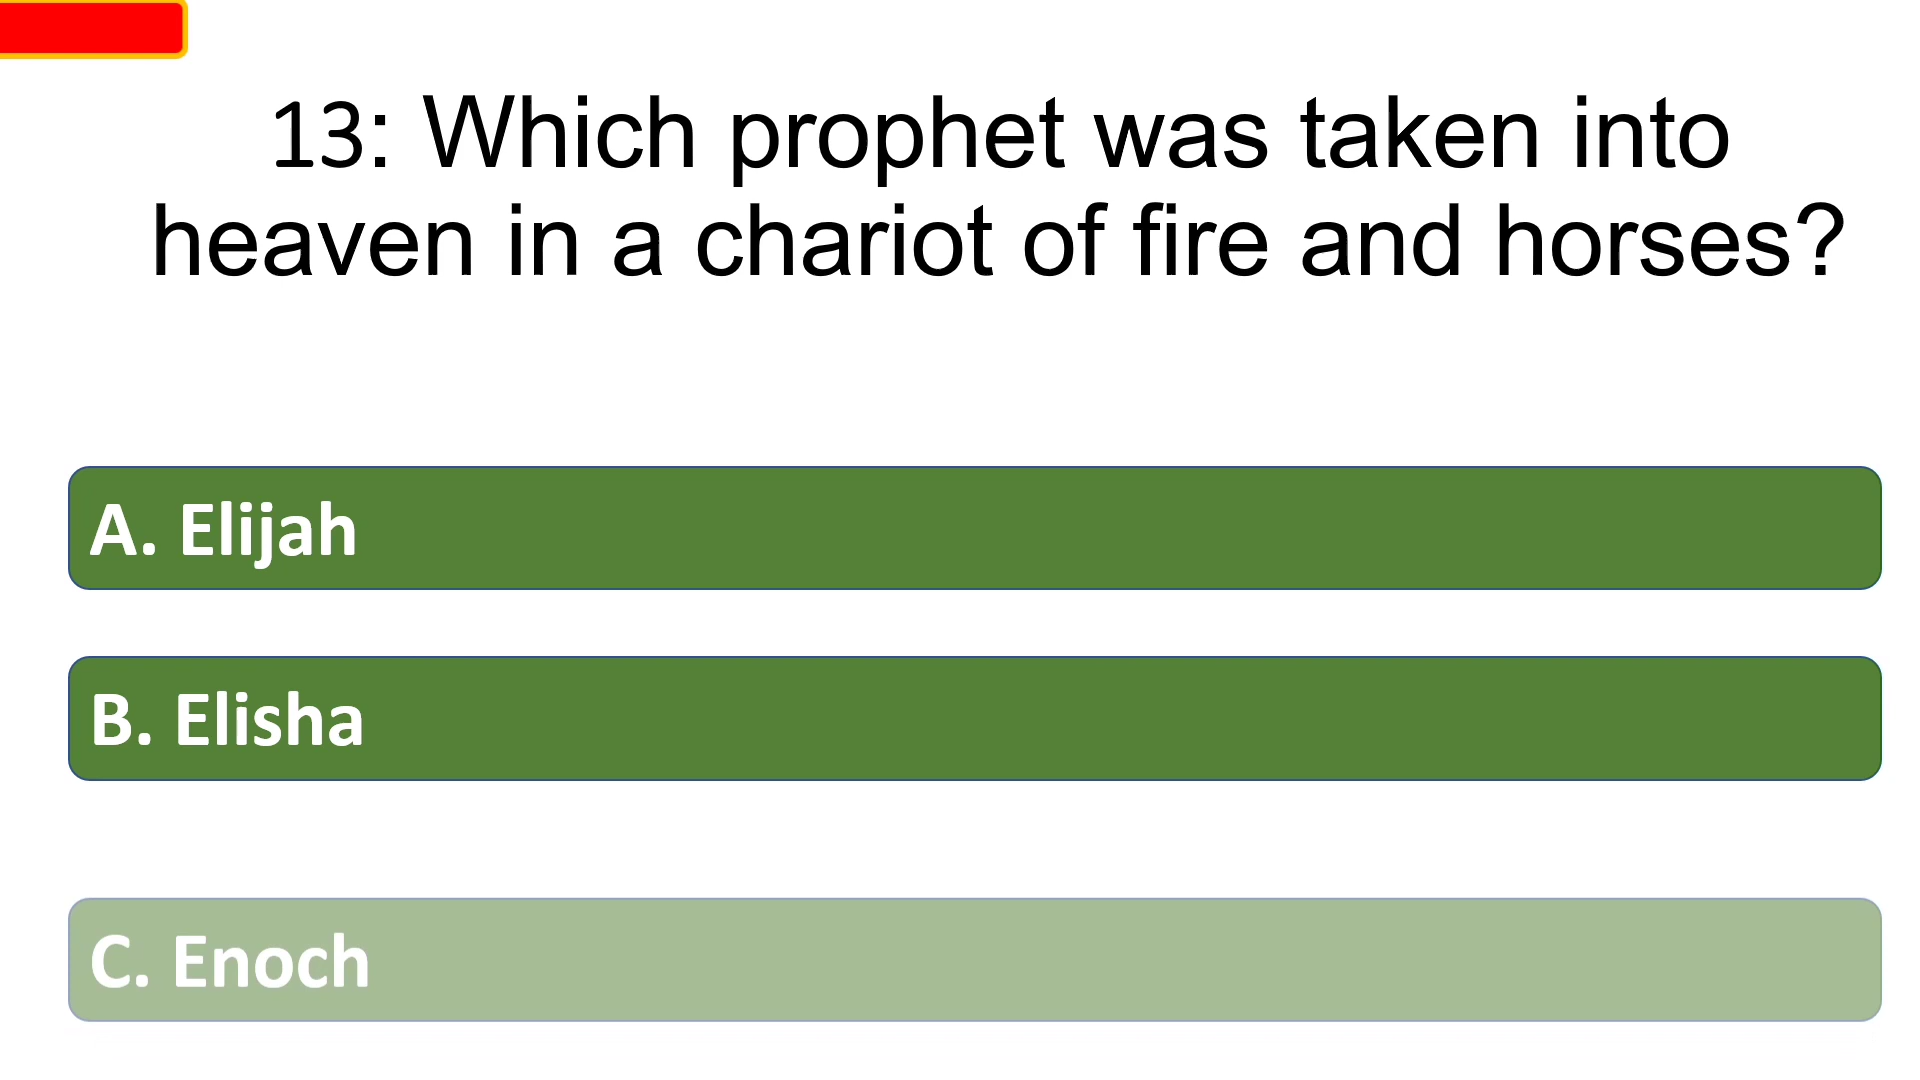 13: Which prophet was taken into
heaven in a chariot of fire and horses?
A. Elijah
B. Elisha
C. Enoch